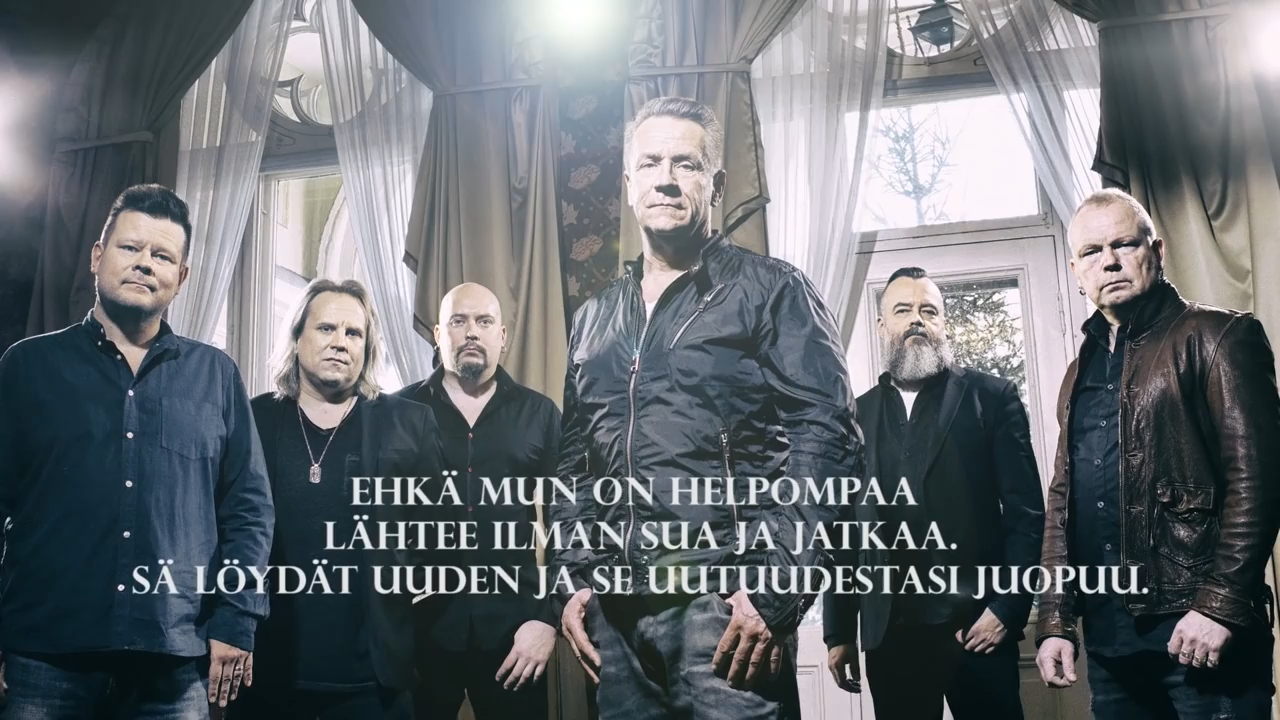 EHKÄ MUN ON HELPOMPAA
LÄHTEE ILMAN SUA JA JATKAA.
SÄ LÖYDÄT UUDEN JA SE UUTUUDESTASI JUOPUU.